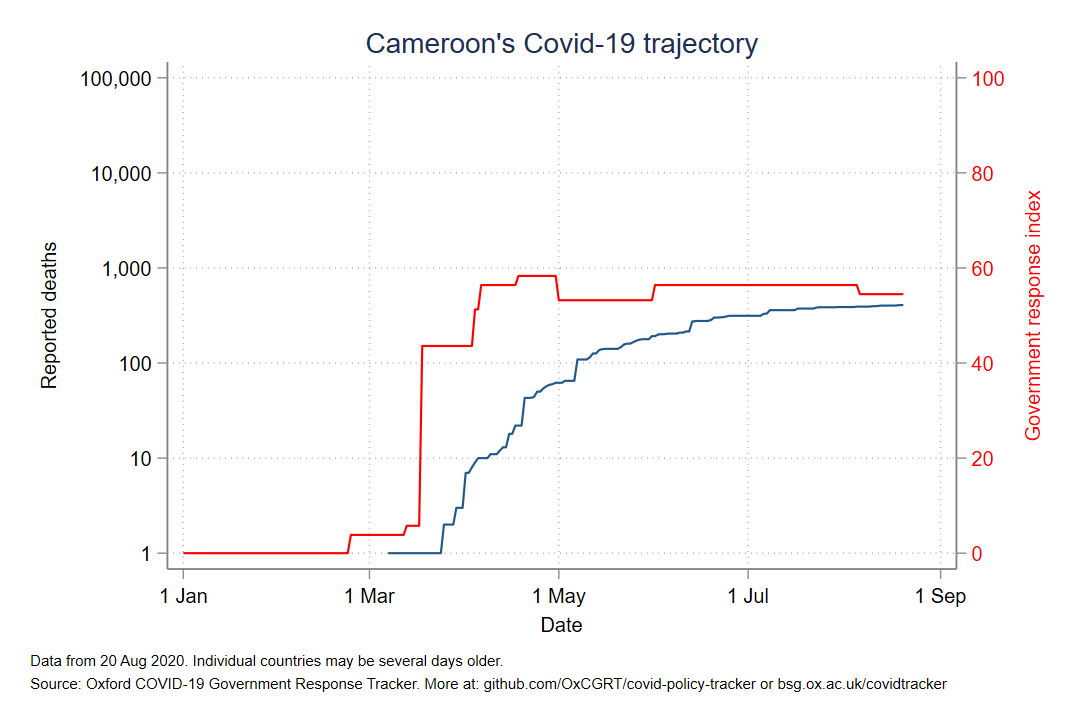 Cameroon's Covid-19 trajectory
100,000
10,000
1,000
100
10
1
Reported deaths
100
80
60
40
20
0
Government response index
1 Jan
1 Mar
1 May
1 Jul
1 Sep
Date
Data from 20 Aug 2020. Individual countries may be several days older.
Source: Oxford COVID-19 Government Response Tracker. More at: github.com/OxCGRT/covid-policy-tracker or bsg.ox.ac.uk/covidtracker